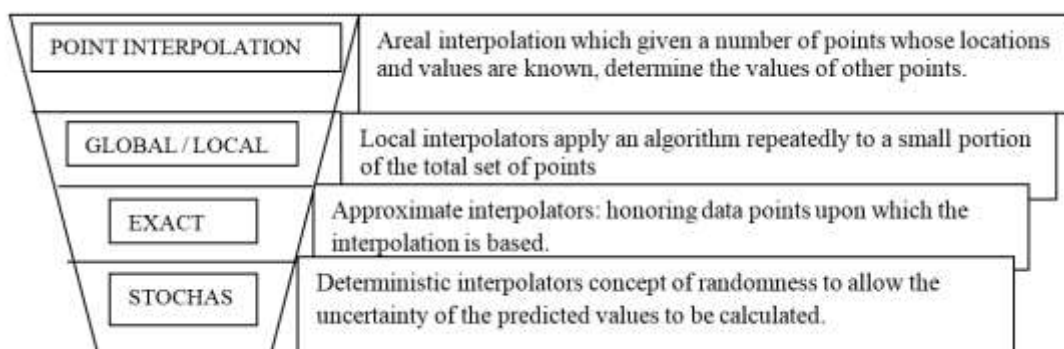 POINT INTERPOLATION
Areal interpolation which given a number of points whose locations
and values are known, determine the values of other points.
GLOBAL / LOCAL
Local interpolators apply an algorithm repeatedly to a small portion
of the total set of points
EXACT
Approximate interpolators: honoring data points upon which the
interpolation is based.
STOCHAS
Deterministic interpolators concept of randomness to allow the
uncertainty of the predicted values to be calculated.